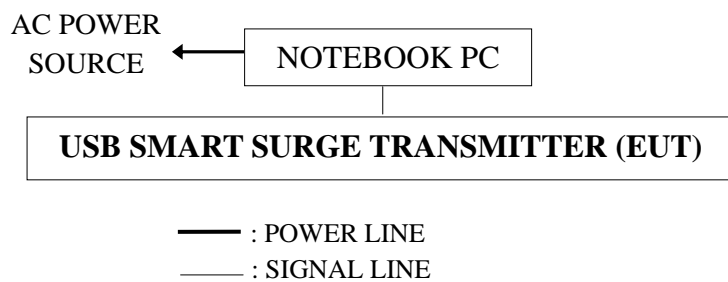 AC POWER
SOURCE
NOTEBOOK PC
USB SMART SURGE TRANSMITTER (EUT)
: POWER LINE
: SIGNAL LINE